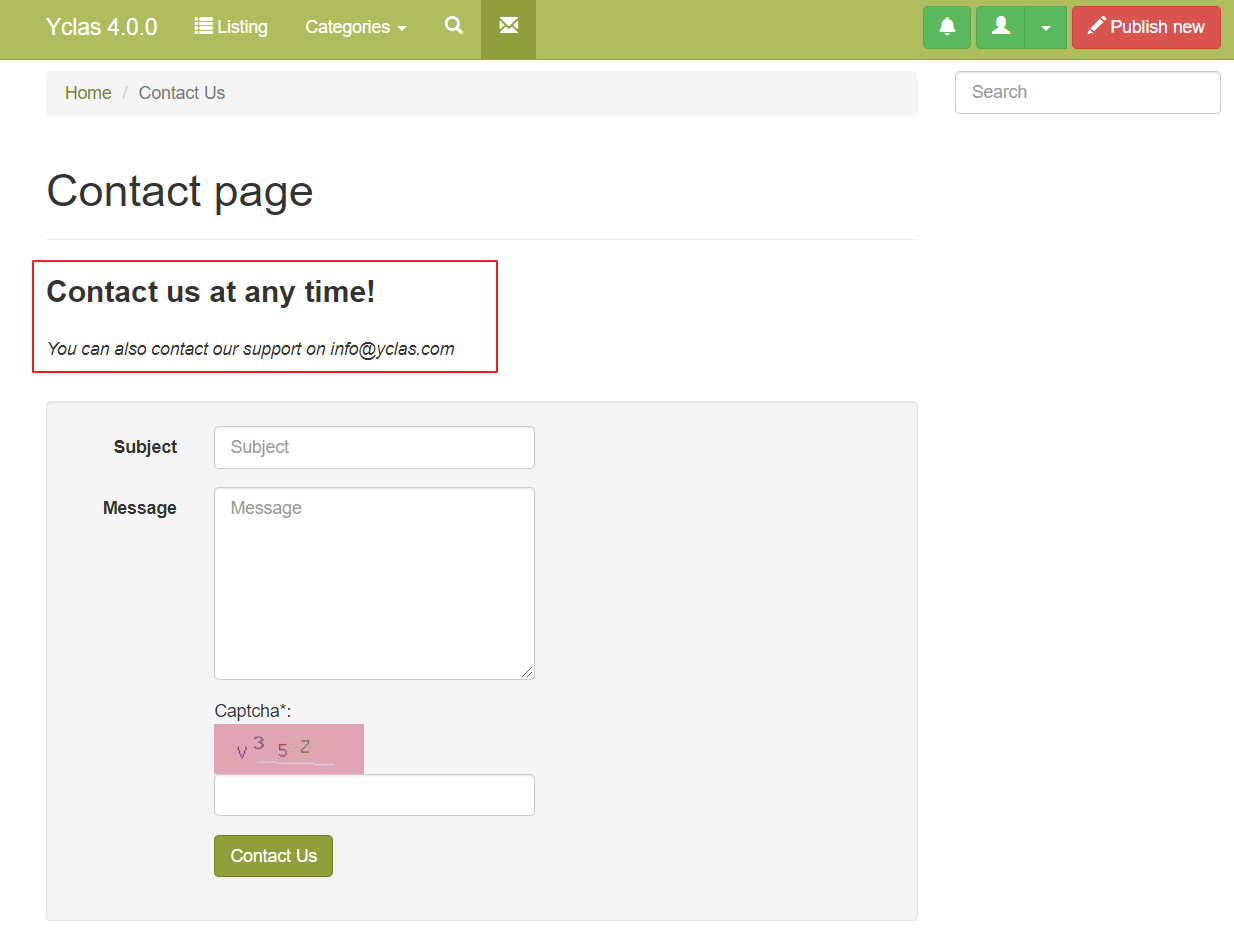 Yclas 4.0.0 Listing Categories Publish new
Home / Contact Us Search
Contact page
Contact us at any time!
You can also contact our support on info@yclas.com
Subject Subject
Message Message
Captcha*:
V 3 5 Z
Contact Us